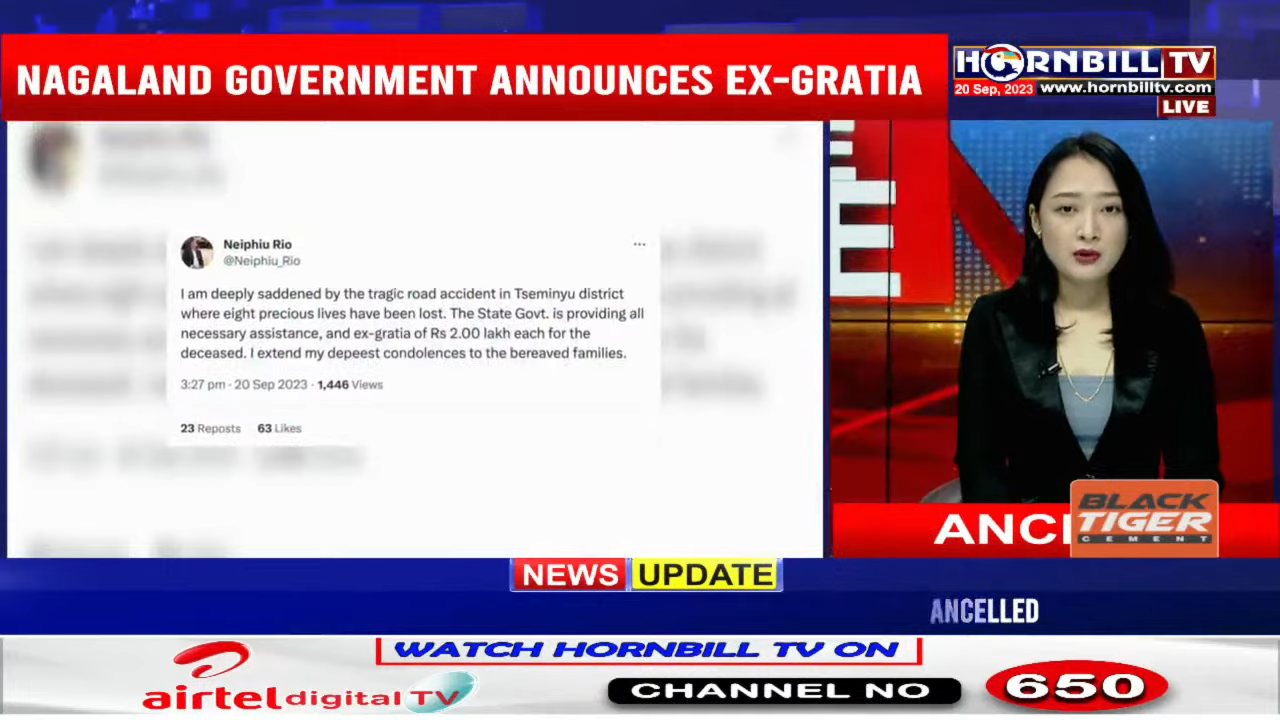 NAGALAND GOVERNMENT ANNOUNCES EX-GRATIA
HORNBILL TV
20 Sep, 2023 www.hornbilltv.com
LIVE
Neiphiu Rio
@Neiphiu_Rio
I am deeply saddened by the tragic road accident in Tseminyu district
where eight precious lives have been lost. The State Govt. is providing all
necessary assistance, and ex-gratia of Rs 2.00 lakh each for the
deceased. I extend my depeest condolences to the bereaved families.
3:27 pm · 20 Sep 2023 · 1,446 Views
23 Reposts 63 Likes
ANC
BLACK
TIGER
CEMENT
NEWS UPDATE
ANCELLED
WATCH HORNBILL TV ON
airtel digital TV
CHANNEL NO 650